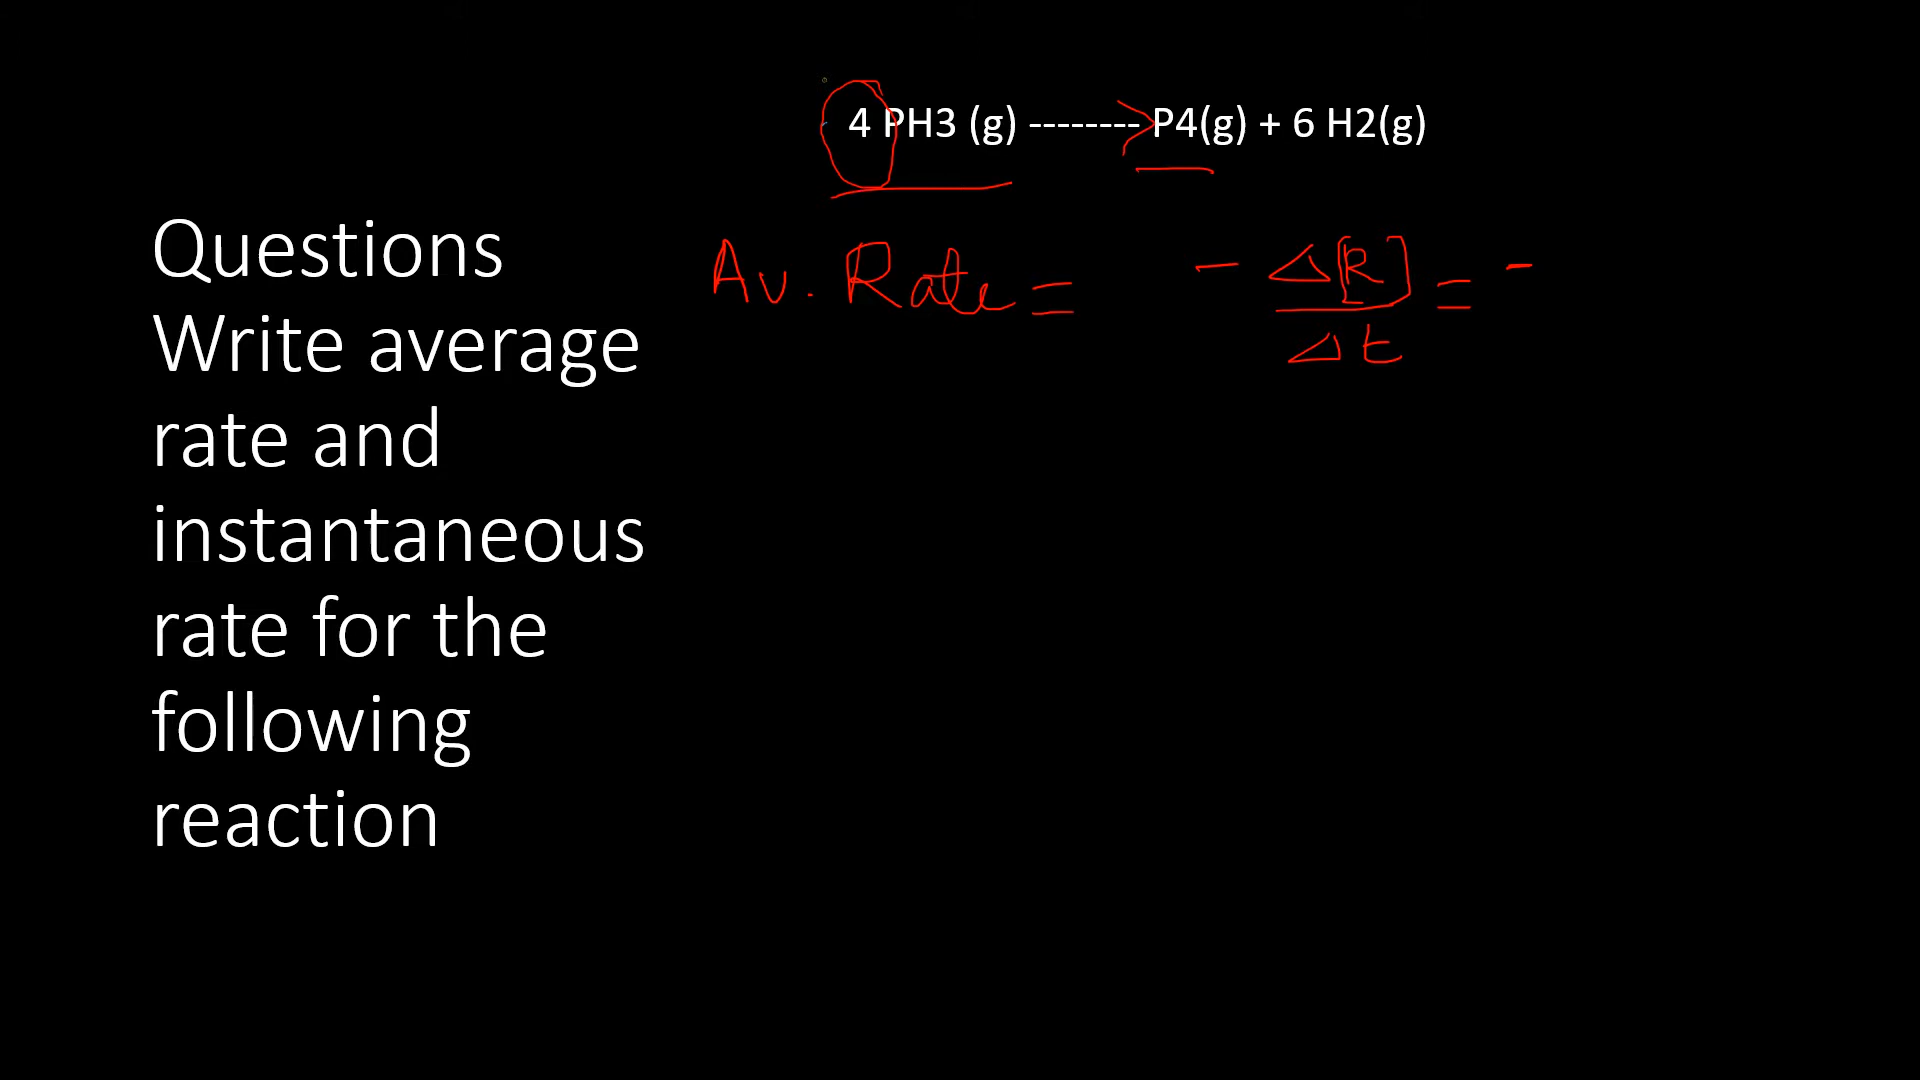 4 PH3 (g) -------- P4(g) + 6 H2(g)
Av. Rate = - Δ[R] = -
Δt
Questions
Write average
rate and
instantaneous
rate for the
following
reaction